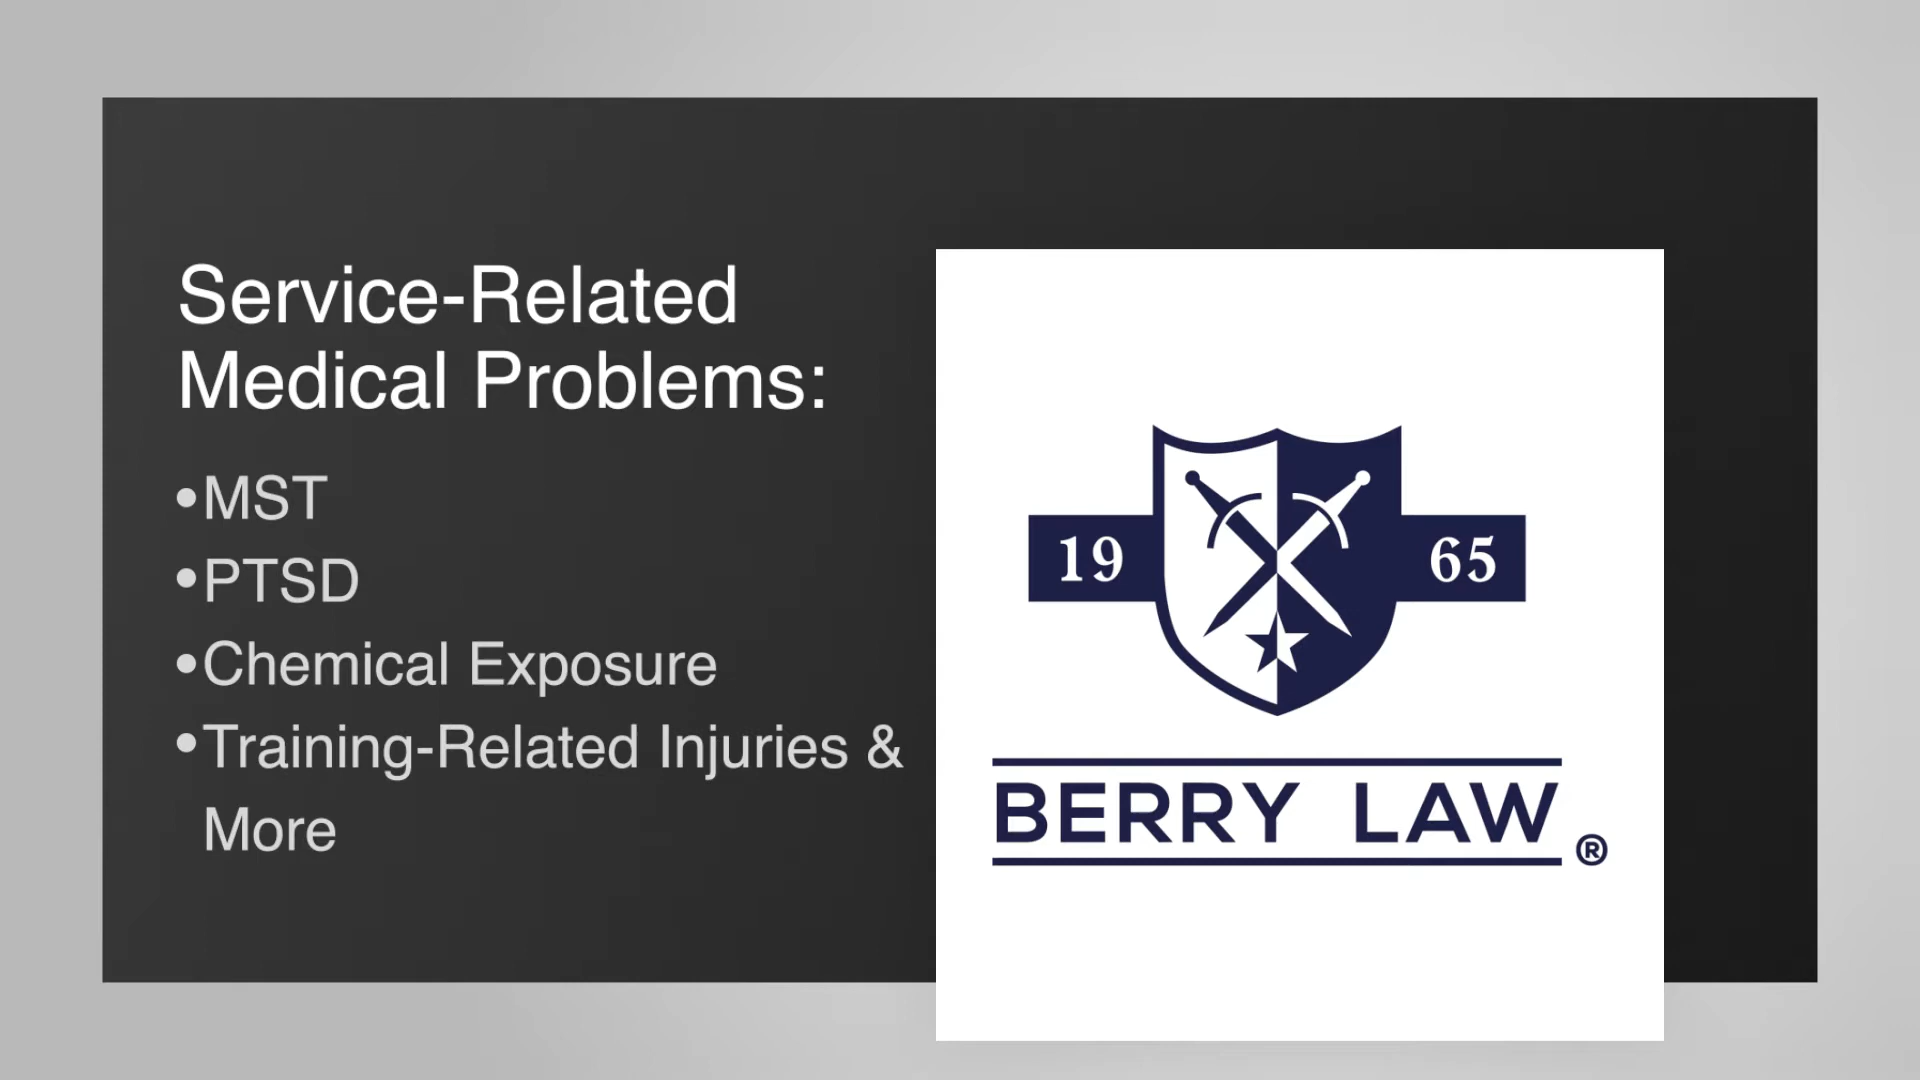 Service-Related
Medical Problems:
•MST
•PTSD
•Chemical Exposure
•Training-Related Injuries &
More
19 65
BERRY LAW®